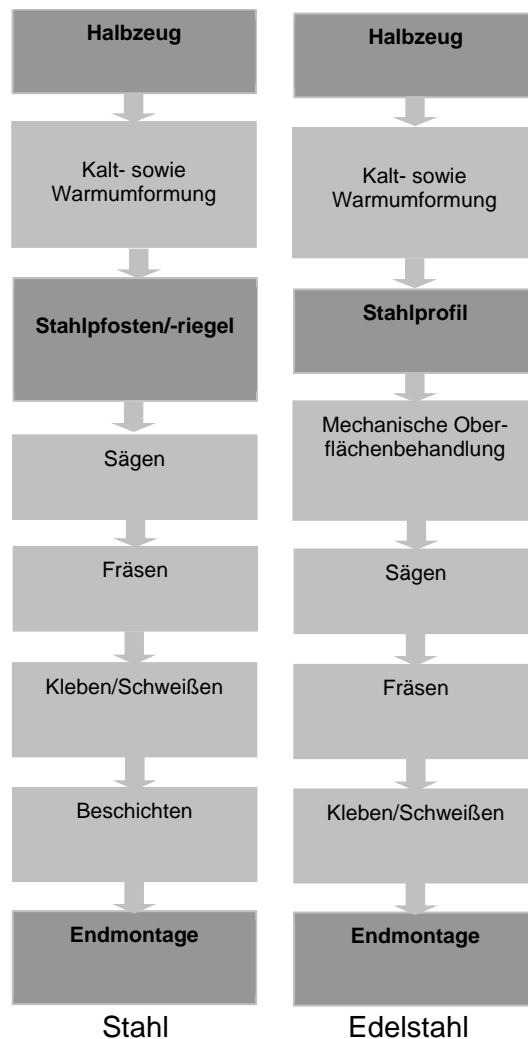 Halbzeug
Kalt- sowie
Warmumformung
Stahlpfosten/-riegel
Sägen
Fräsen
Kleben/Schweißen
Beschichten
Endmontage
Stahl
Halbzeug
Kalt- sowie
Warmumformung
Stahlprofil
Mechanische Ober-
flächenbehandlung
Sägen
Fräsen
Kleben/Schweißen
Endmontage
Edelstahl